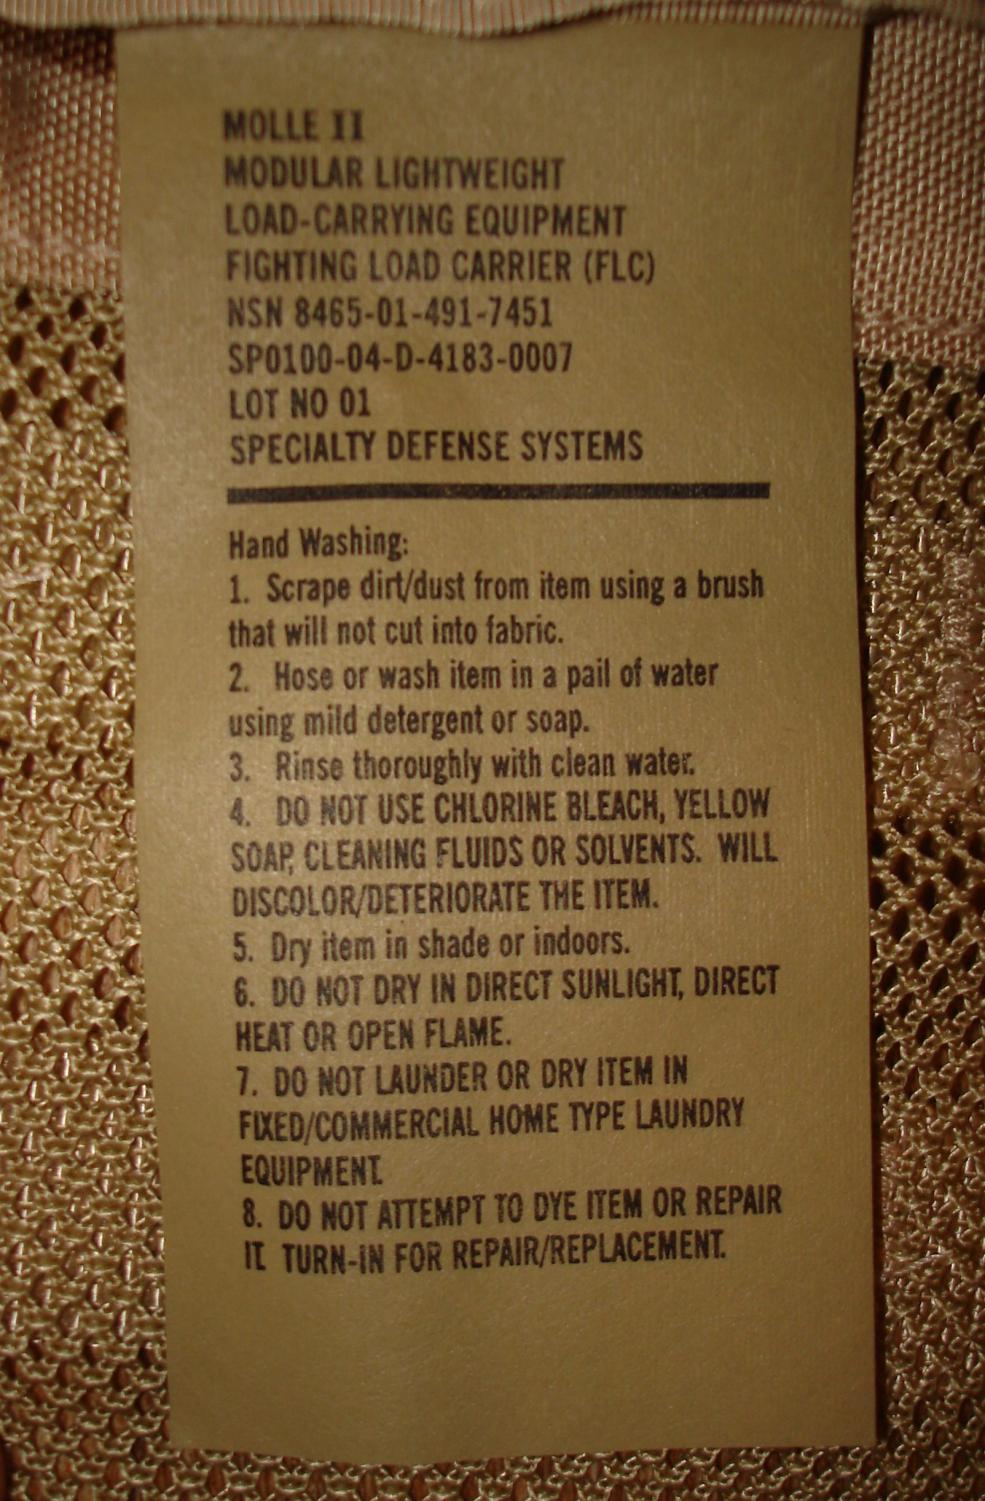 MOLLE II
MODULAR LIGHTWEIGHT
LOAD-CARRYING EQUIPMENT
FIGHTING LOAD CARRIER (FLC)
NSN 8465-01-491-7451
SP0100-04-D-4183-0007
LOT NO 01
SPECIALTY DEFENSE SYSTEMS
Hand Washing:
1. Scrape dirt/dust from item using a brush
that will not cut into fabric.
2. Hose or wash item in a pail of water
using mild detergent or soap.
3. Rinse thoroughly with clean water.
4. DO NOT USE CHLORINE BLEACH, YELLOW
SOAP, CLEANING FLUIDS OR SOLVENTS. WILL
DISCOLOR/DETERIORATE THE ITEM.
5. Dry item in shade or indoors.
6. DO NOT DRY IN DIRECT SUNLIGHT, DIRECT
HEAT OR OPEN FLAME.
7. DO NOT LAUNDER OR DRY ITEM IN
FIXED/COMMERCIAL HOME TYPE LAUNDRY
EQUIPMENT.
8. DO NOT ATTEMPT TO DYE ITEM OR REPAIR
IT. TURN-IN FOR REPAIR/REPLACEMENT.